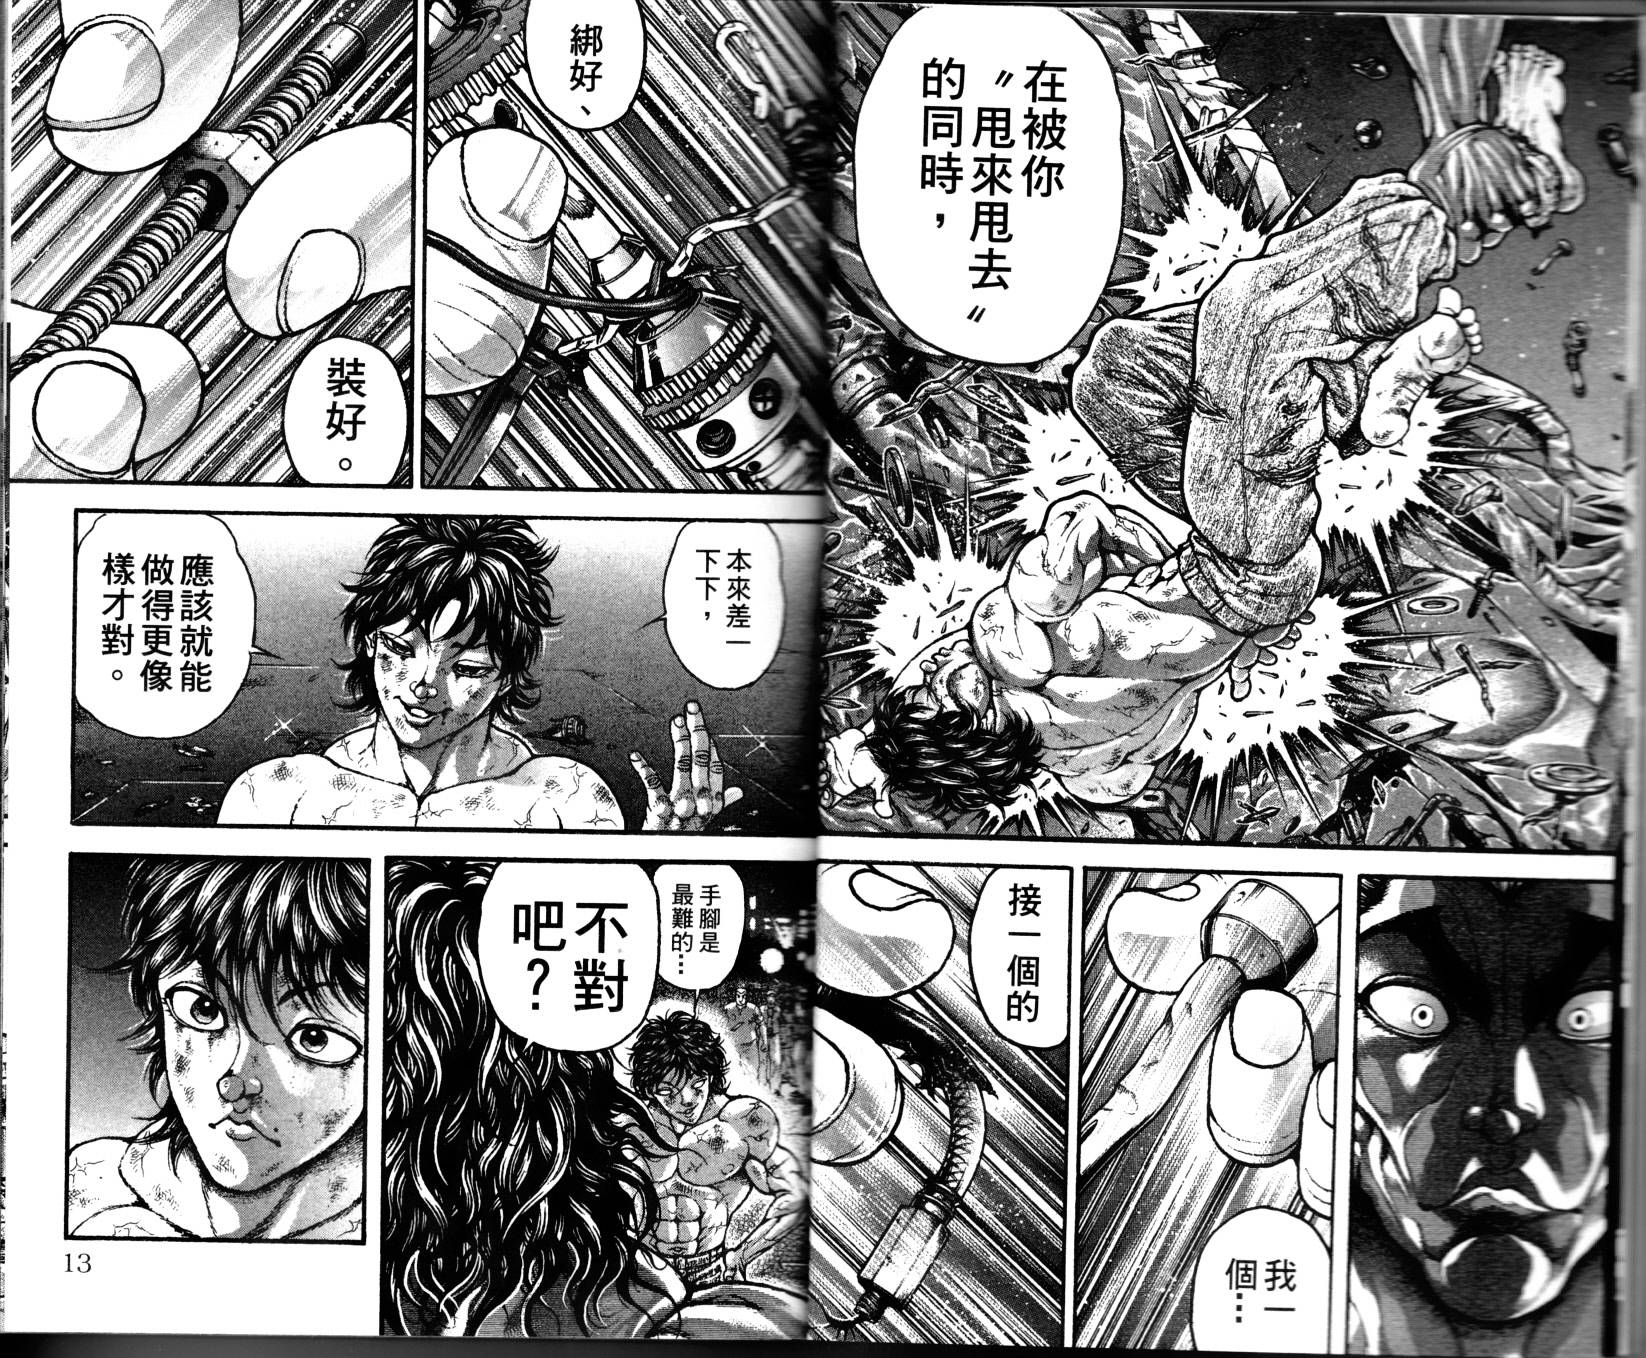 在被你
〝甩來甩去〞
的同時，
我一
個…
接一個的
綁好、
裝好。
本來差一
下下，
應該就能
做得更像
樣才對。
手腳是
最難的…
不對
吧？
13